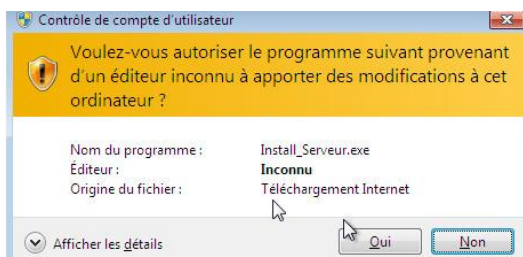 Contrôle de compte d'utilisateur
Voulez-vous autoriser le programme suivant provenant
d'un éditeur inconnu à apporter des modifications à cet
ordinateur ?
Nom du programme : Install_Serveur.exe
Éditeur : Inconnu
Origine du fichier : Téléchargement Internet
Afficher les détails Oui Non